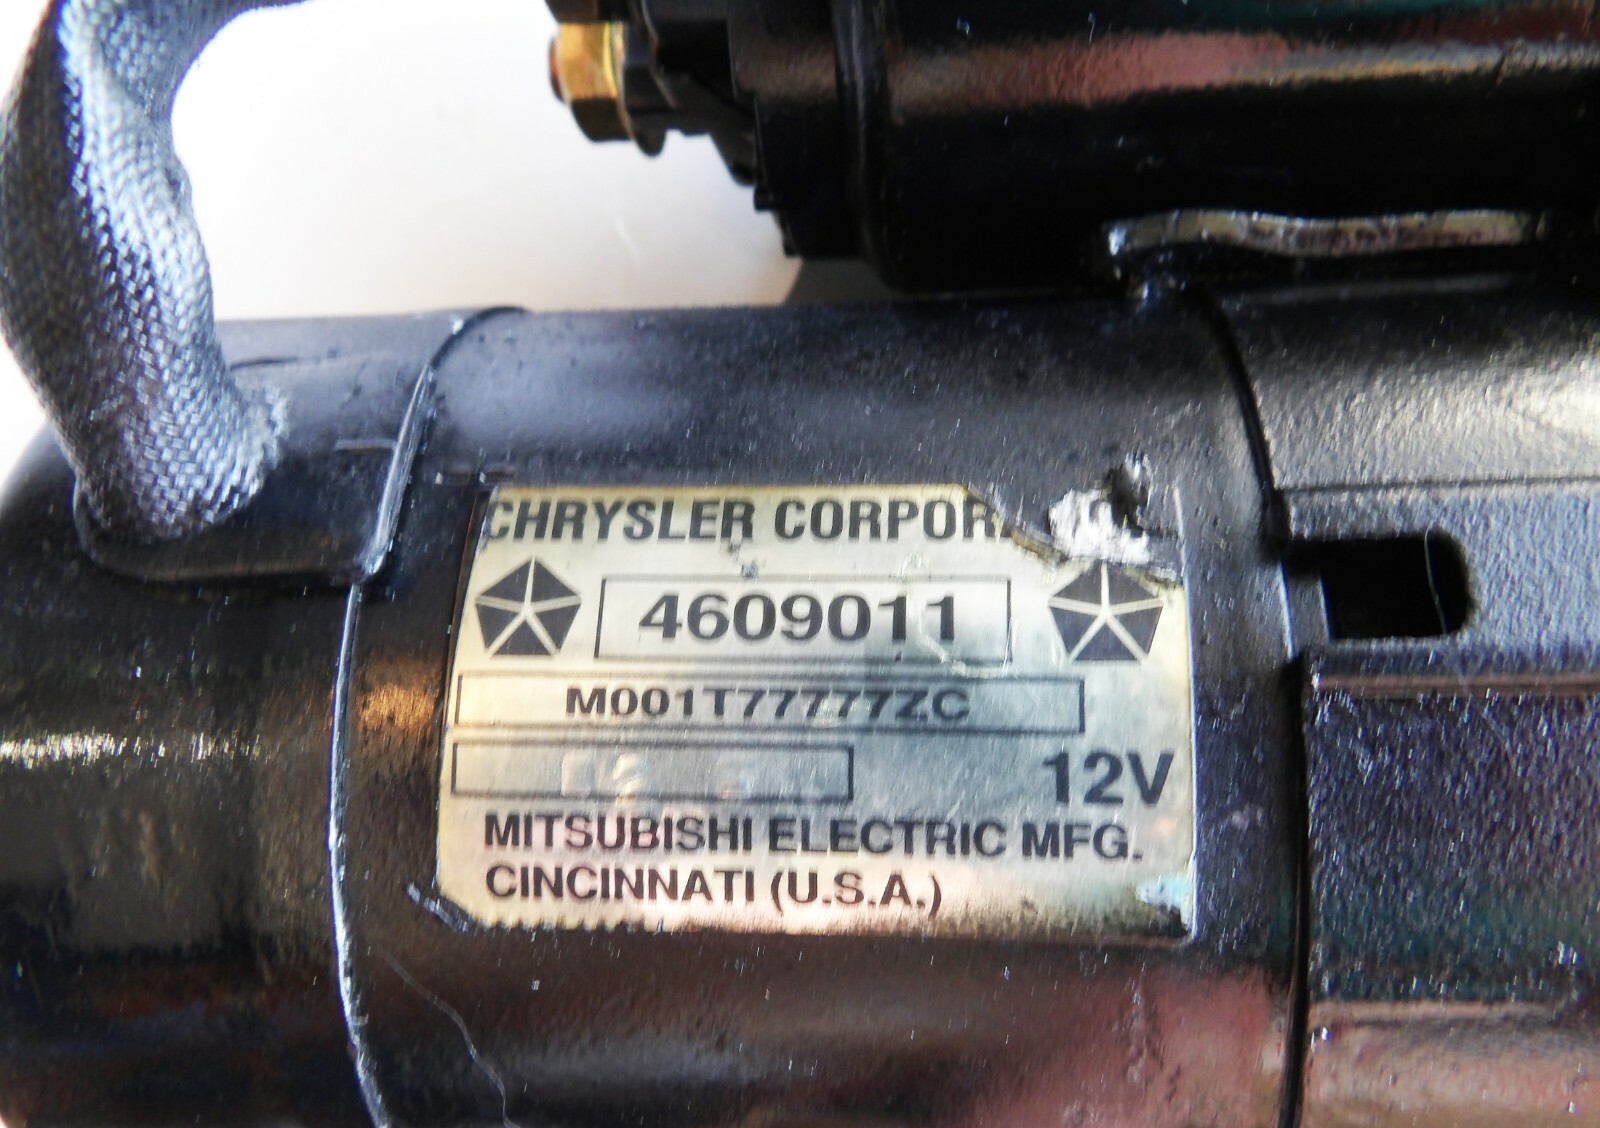 CHRYSLER CORPORA
4609011
M001T77777ZC
12V
MITSUBISHI ELECTRIC MFG.
CINCINNATI (U.S.A.)